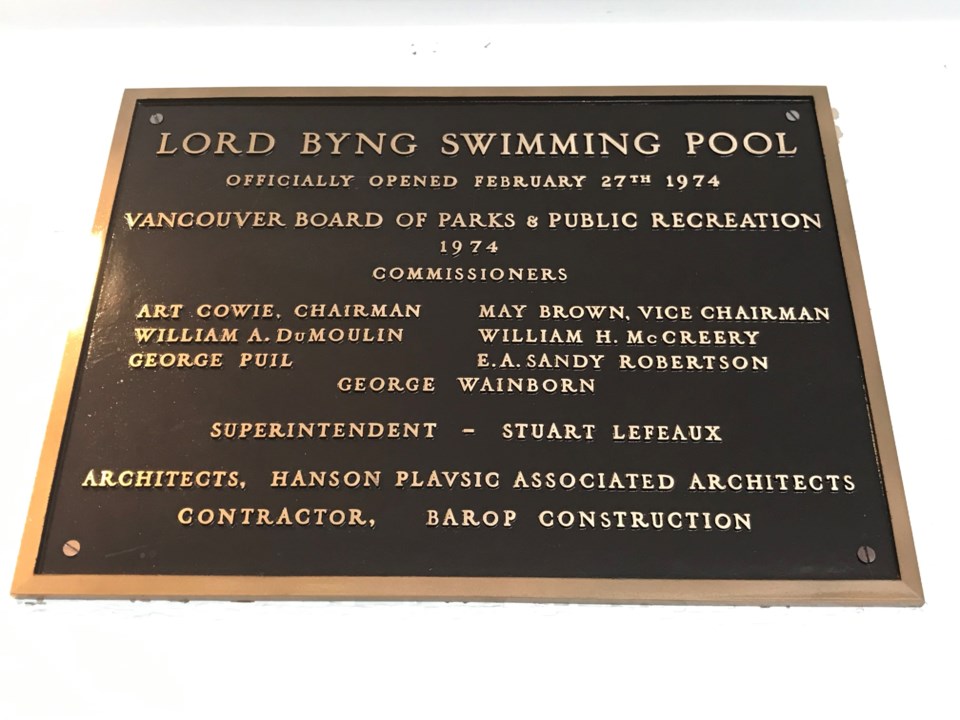 LORD BYNG SWIMMING POOL
OFFICIALLY OPENED FEBRUARY 27TH 1974
VANCOUVER BOARD OF PARKS & PUBLIC RECREATION
1974
COMMISSIONERS
ART COWIE, CHAIRMAN MAY BROWN, VICE CHAIRMAN
WILLIAM A. DuMOULIN WILLIAM H. McCREERY
GEORGE PUIL E.A. SANDY ROBERTSON
GEORGE WAINBORN
SUPERINTENDENT - STUART LEFEAUX
ARCHITECTS, HANSON PLAVSIC ASSOCIATED ARCHITECTS
CONTRACTOR, BAROP CONSTRUCTION